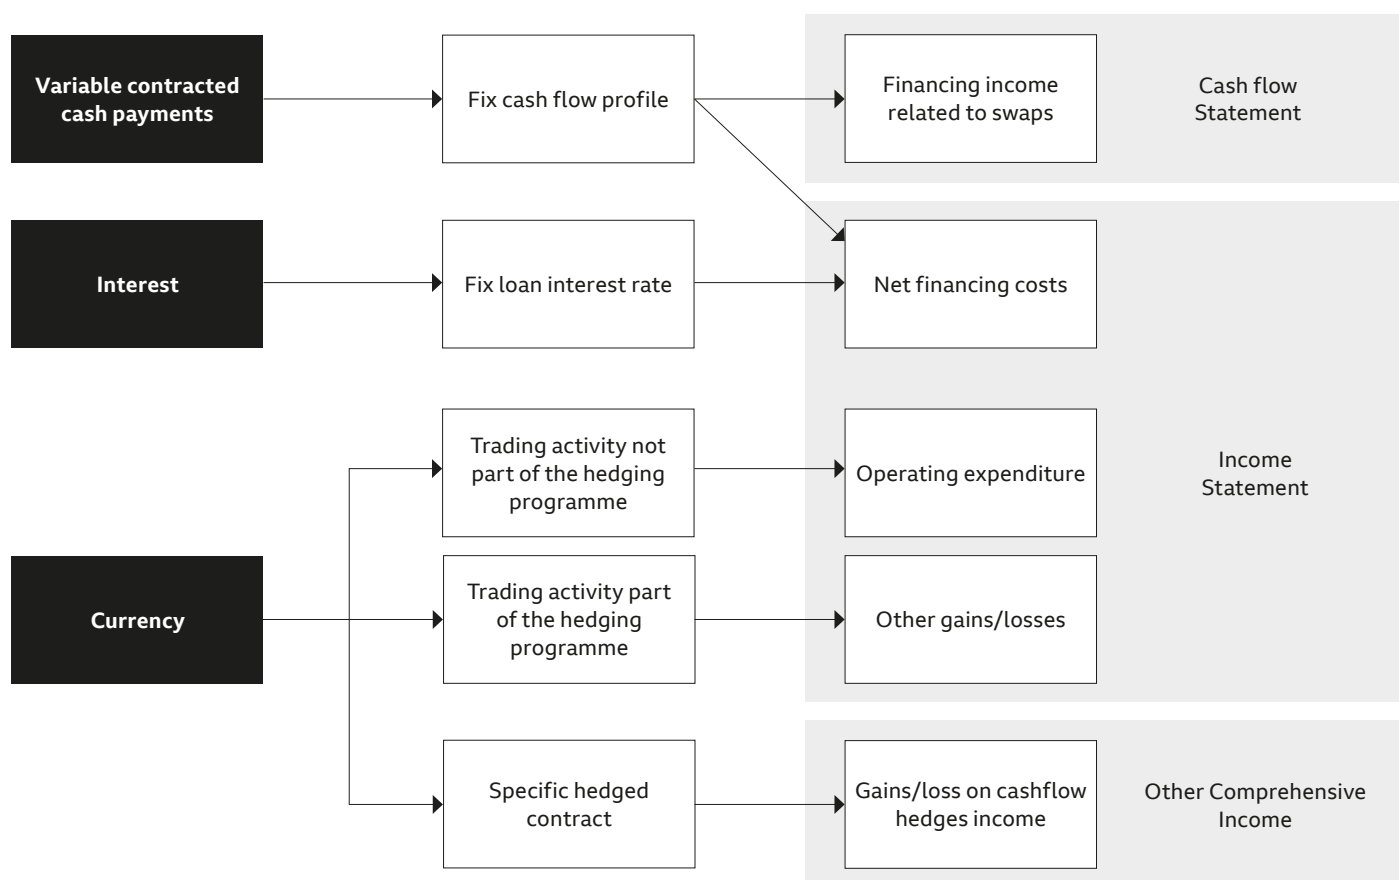 Variable contracted
cash payments
Fix cash flow profile
Financing income
related to swaps
Cash flow
Statement
Interest
Fix loan interest rate
Net financing costs
Trading activity not
part of the hedging
programme
Operating expenditure
Income
Statement
Currency
Trading activity part
of the hedging
programme
Other gains/losses
Specific hedged
contract
Gains/loss on cashflow
hedges income
Other Comprehensive
Income